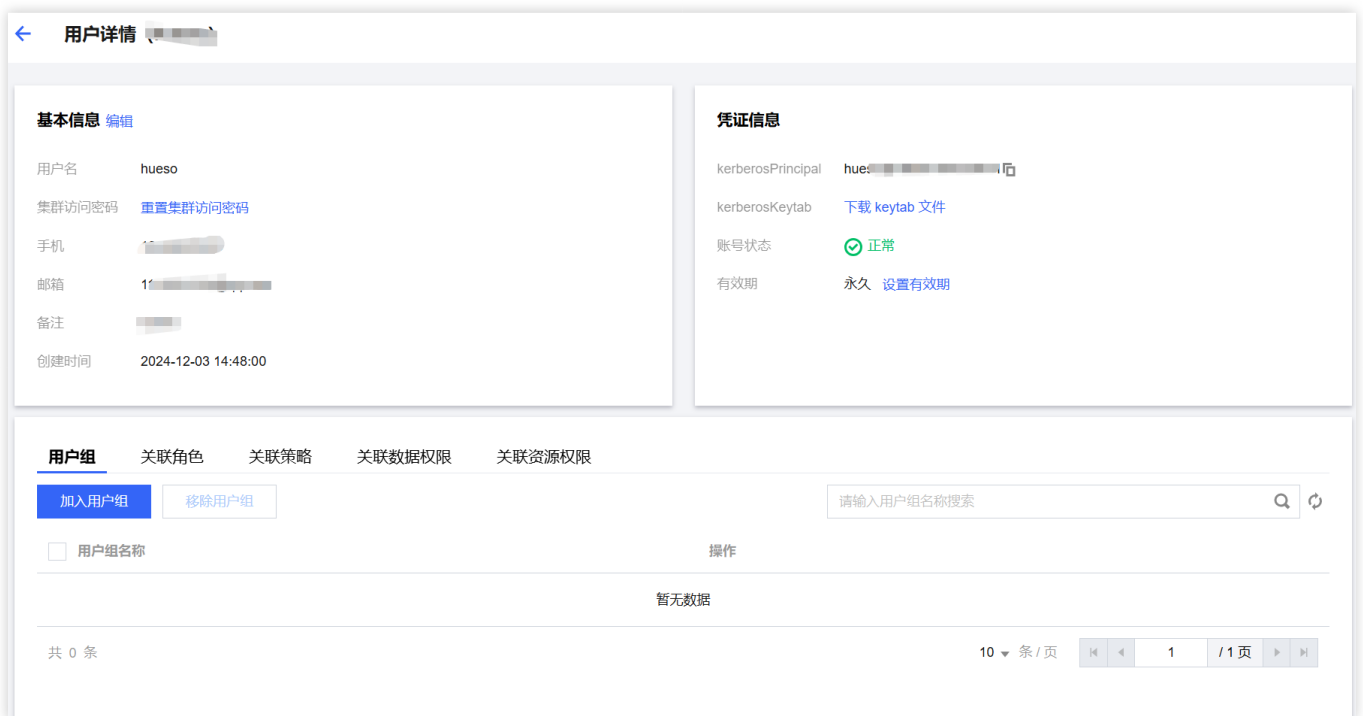 用户详情
基本信息 编辑
用户名 hueso
集群访问密码 重置集群访问密码
手机
邮箱
备注
创建时间 2024-12-03 14:48:00
凭证信息
kerberosPrincipal
kerberosKeytab 下载 keytab 文件
账号状态 正常
有效期 永久 设置有效期
用户组 关联角色 关联策略 关联数据权限 关联资源权限
加入用户组 移除用户组 请输入用户组名称搜索
用户组名称 操作
暂无数据
共 0 条 10 条 / 页 1 / 1 页